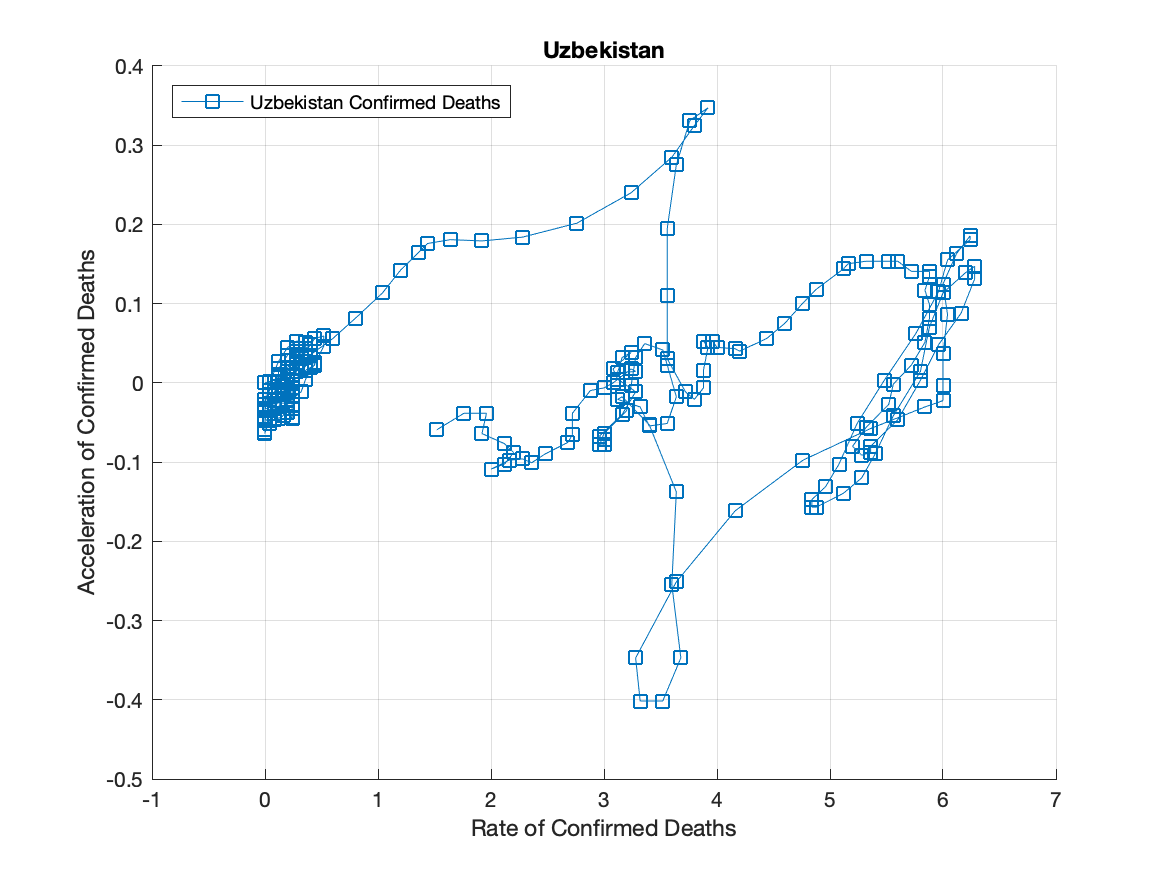 Uzbekistan
Uzbekistan Confirmed Deaths
0.4
0.3
0.2
0.1
0
-0.1
-0.2
-0.3
-0.4
-0.5
Acceleration of Confirmed Deaths
-1 0 1 2 3 4 5 6 7
Rate of Confirmed Deaths